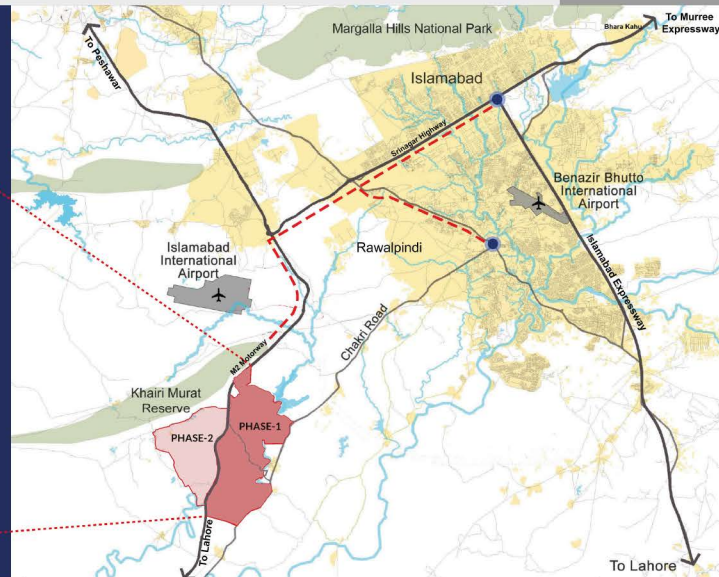 To Murree
Expressway
Bhara Kahu
Margalla Hills National Park
To Peshawar
Islamabad
Srinagar Highway
Benazir Bhutto
International
Airport
Islamabad
International
Airport
Rawalpindi
Islamabad Expressway
Chakri Road
M2 Motorway
Khairi Murat
Reserve
PHASE-1
PHASE-2
To Lahore
To Lahore